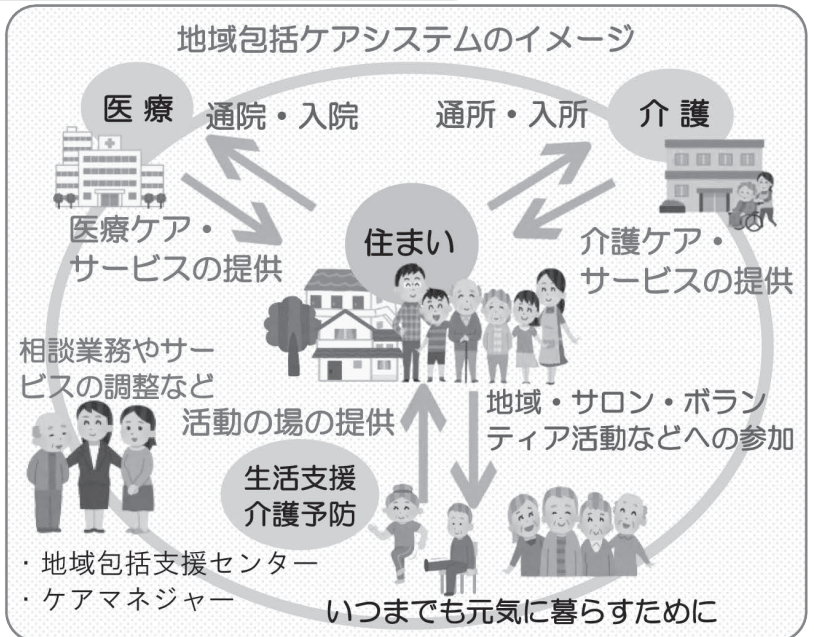 地域包括ケアシステムのイメージ
医療
通院・入院
通所・入所
介護
医療ケア・
サービスの提供
住まい
介護ケア・
サービスの提供
相談業務やサー
ビスの調整など
活動の場の提供
地域・サロン・ボラン
ティア活動などへの参加
生活支援
介護予防
・地域包括支援センター
・ケアマネジャー
いつまでも元気に暮らすために